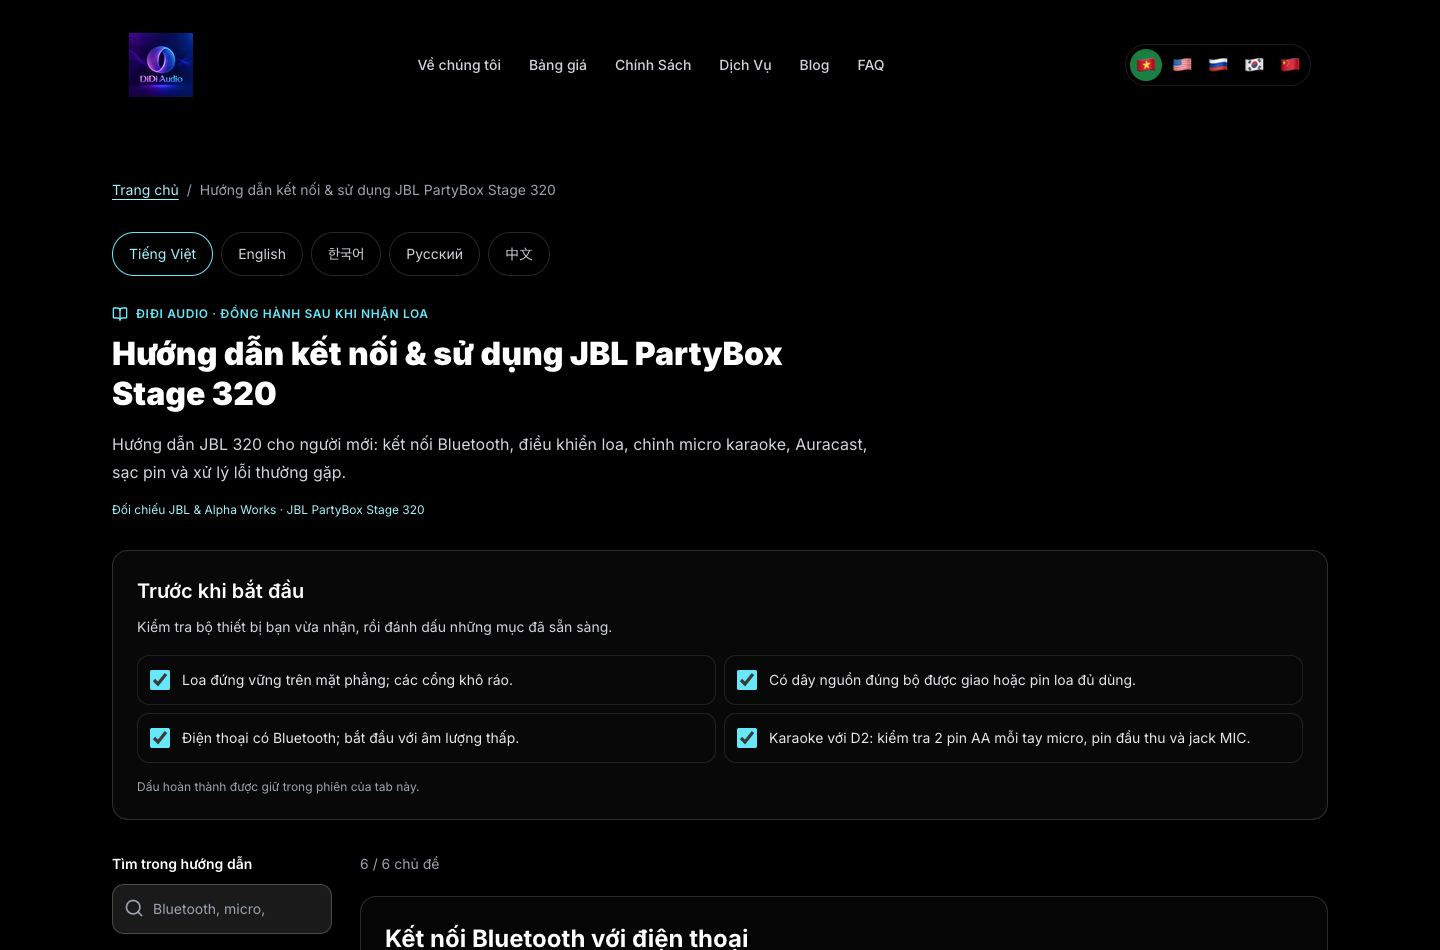 DIDI Audio
Về chúng tôi
Bảng giá
Chính Sách
Dịch Vụ
Blog
FAQ
Trang chủ / Hướng dẫn kết nối & sử dụng JBL PartyBox Stage 320
Tiếng Việt
English
한국어
Русский
中文
ĐIĐI AUDIO · ĐỒNG HÀNH SAU KHI NHẬN LOA
Hướng dẫn kết nối & sử dụng JBL PartyBox
Stage 320
Hướng dẫn JBL 320 cho người mới: kết nối Bluetooth, điều khiển loa, chỉnh micro karaoke, Auracast,
sạc pin và xử lý lỗi thường gặp.
Đối chiếu JBL & Alpha Works · JBL PartyBox Stage 320
Trước khi bắt đầu
Kiểm tra bộ thiết bị bạn vừa nhận, rồi đánh dấu những mục đã sẵn sàng.
Loa đứng vững trên mặt phẳng; các cổng khô ráo.
Có dây nguồn đúng bộ được giao hoặc pin loa đủ dùng.
Điện thoại có Bluetooth; bắt đầu với âm lượng thấp.
Karaoke với D2: kiểm tra 2 pin AA mỗi tay micro, pin đầu thu và jack MIC.
Dấu hoàn thành được giữ trong phiên của tab này.
Tìm trong hướng dẫn
6 / 6 chủ đề
Bluetooth, micro,
Kết nối Bluetooth với điện thoại